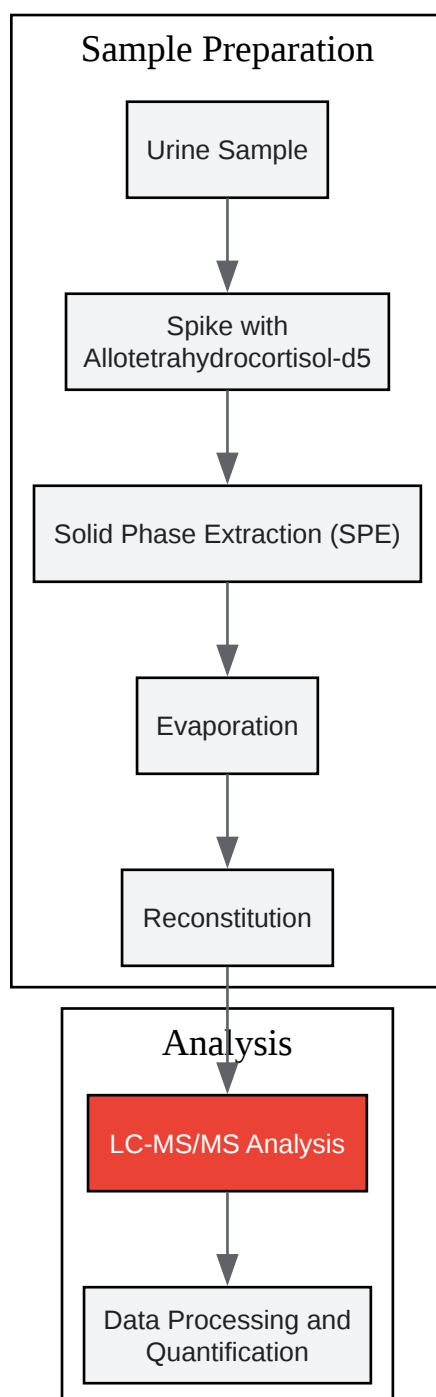 Sample Preparation
Urine Sample
Spike with
Allotetrahydrocortisol-d5
Solid Phase Extraction (SPE)
Evaporation
Reconstitution
Analysis
LC-MS/MS Analysis
Data Processing and
Quantification